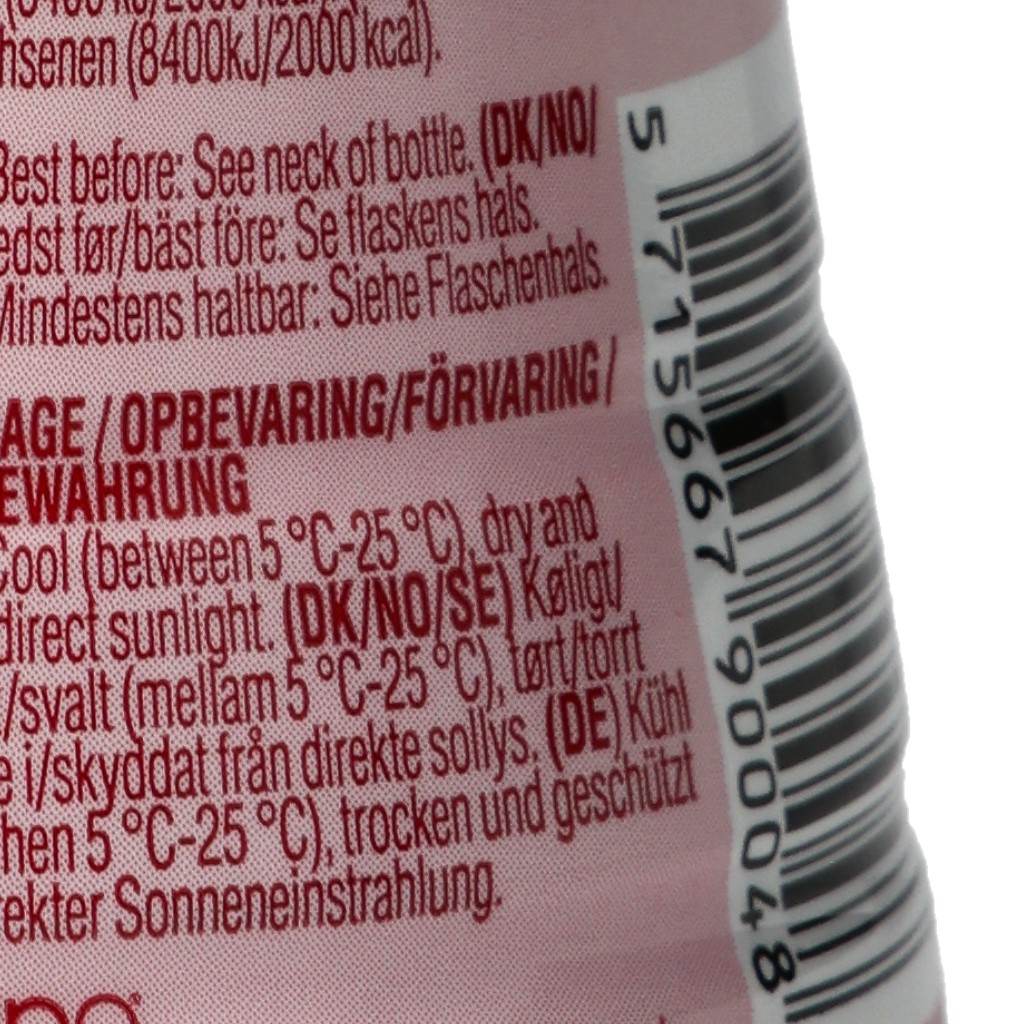 hsenen (8400kJ/2000 kcal).
Best before: See neck of bottle. (DK/NO/
edst før/bäst före: Se flaskens hals.
Mindestens haltbar: Siehe Flaschenhals.
AGE / OPBEVARING/FÖRVARING /
EWAHRUNG
Cool (between 5 °C-25 °C), dry and
direct sunlight. (DK/NO/SE) Køligt/
/svalt (mellam 5 °C-25 °C), tørt/torrt
e i/skyddat från direkte sollys. (DE) Kühl
hen 5 °C-25 °C), trocken und geschützt
rekter Sonneneinstrahlung.
5 715667 900048